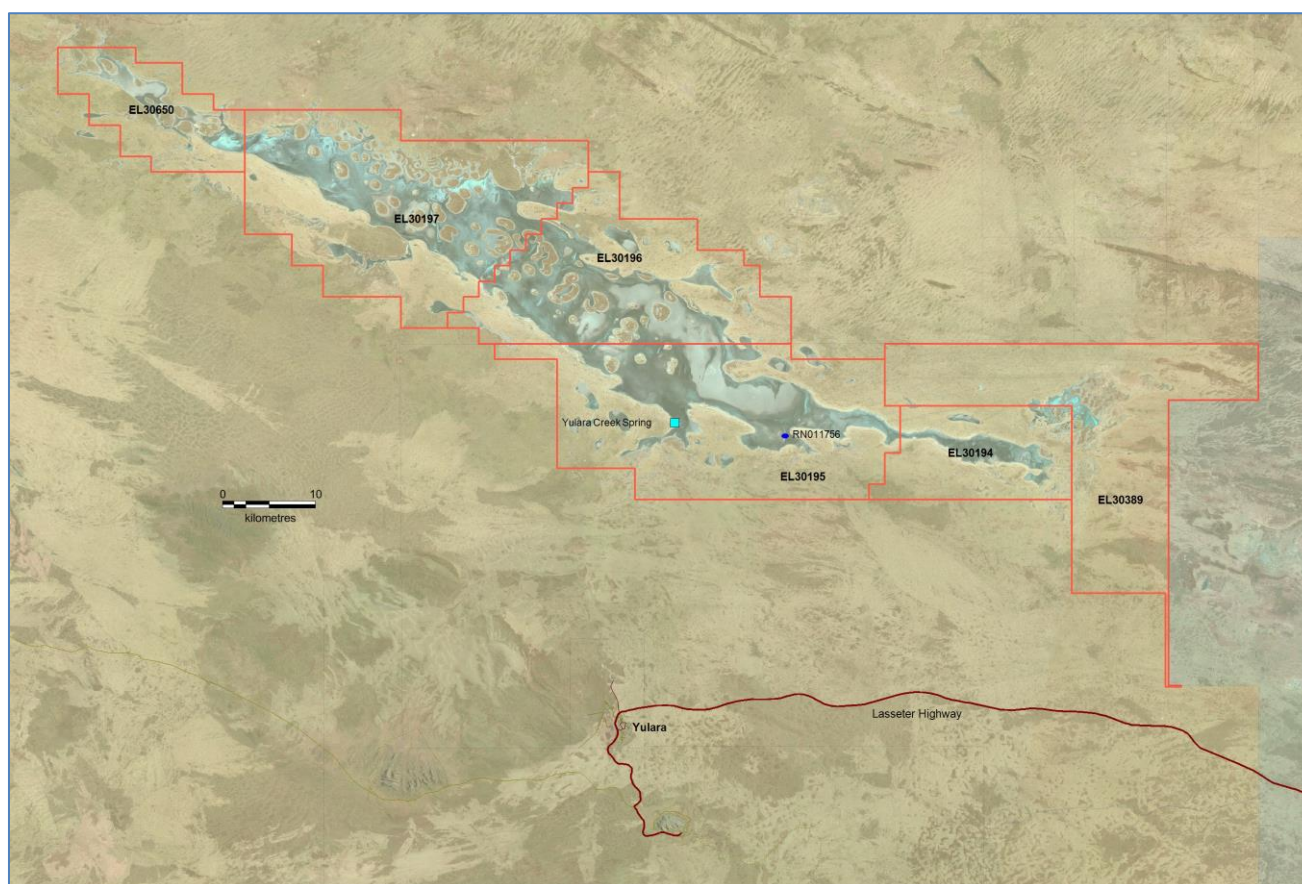 EL30650
EL30197
EL30196
Yulara Creek Spring
RN011756
EL30194
EL30195
EL30389
0 10
kilometres
Lasseter Highway
Yulara